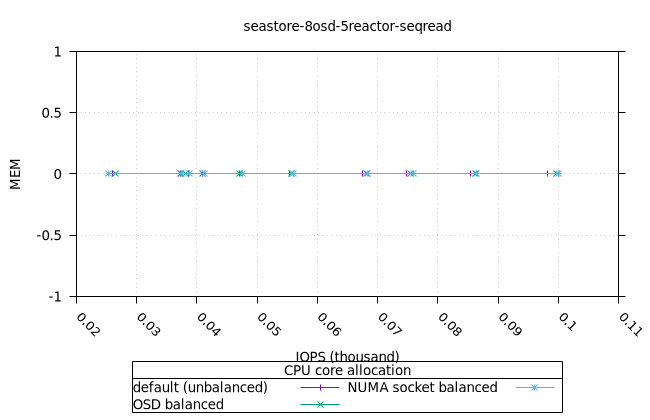 seastore-8osd-5reactor-seqread
1
0.5
MEM
0
-0.5
-1
0.02 0.03 0.04 0.05 0.06 0.07 0.08 0.09 0.1 0.11
IOPS (thousand)
CPU core allocation
default (unbalanced) NUMA socket balanced
OSD balanced